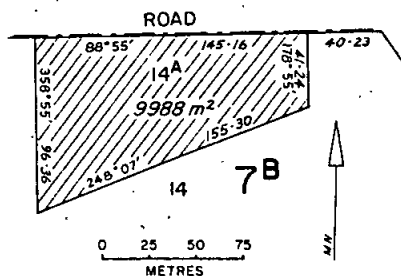 ROAD
88°55' 145·16 40·23
14A
9988 m²
41·24
178°55'
358°55' 96·36
155·30
248°07'
14 7B
MN
0 25 50 75
METRES